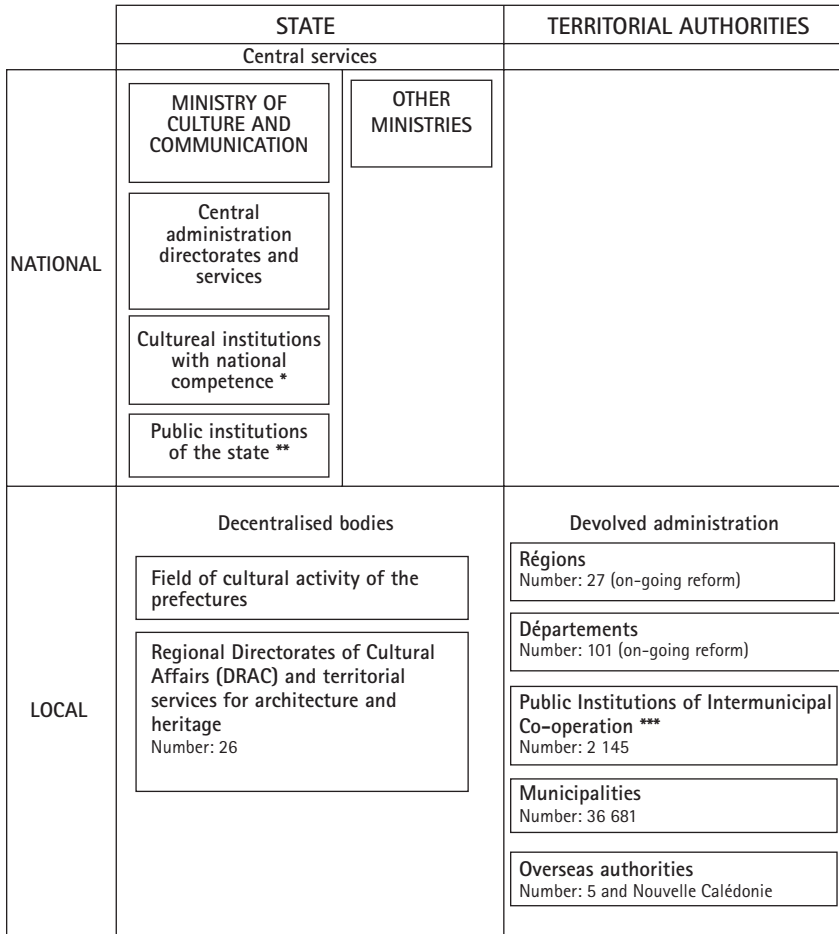 STATE
TERRITORIAL AUTHORITIES
Central services
NATIONAL
MINISTRY OF
CULTURE AND
COMMUNICATION
OTHER
MINISTRIES
Central
administration
directorates and
services
Cultureal institutions
with national
competence *
Public institutions
of the state **
LOCAL
Decentralised bodies
Field of cultural activity of the
prefectures
Regional Directorates of Cultural
Affairs (DRAC) and territorial
services for architecture and
heritage
Number: 26
Devolved administration
Régions
Number: 27 (on-going reform)
Départements
Number: 101 (on-going reform)
Public Institutions of Intermunicipal
Co-operation ***
Number: 2 145
Municipalities
Number: 36 681
Overseas authorities
Number: 5 and Nouvelle Calédonie